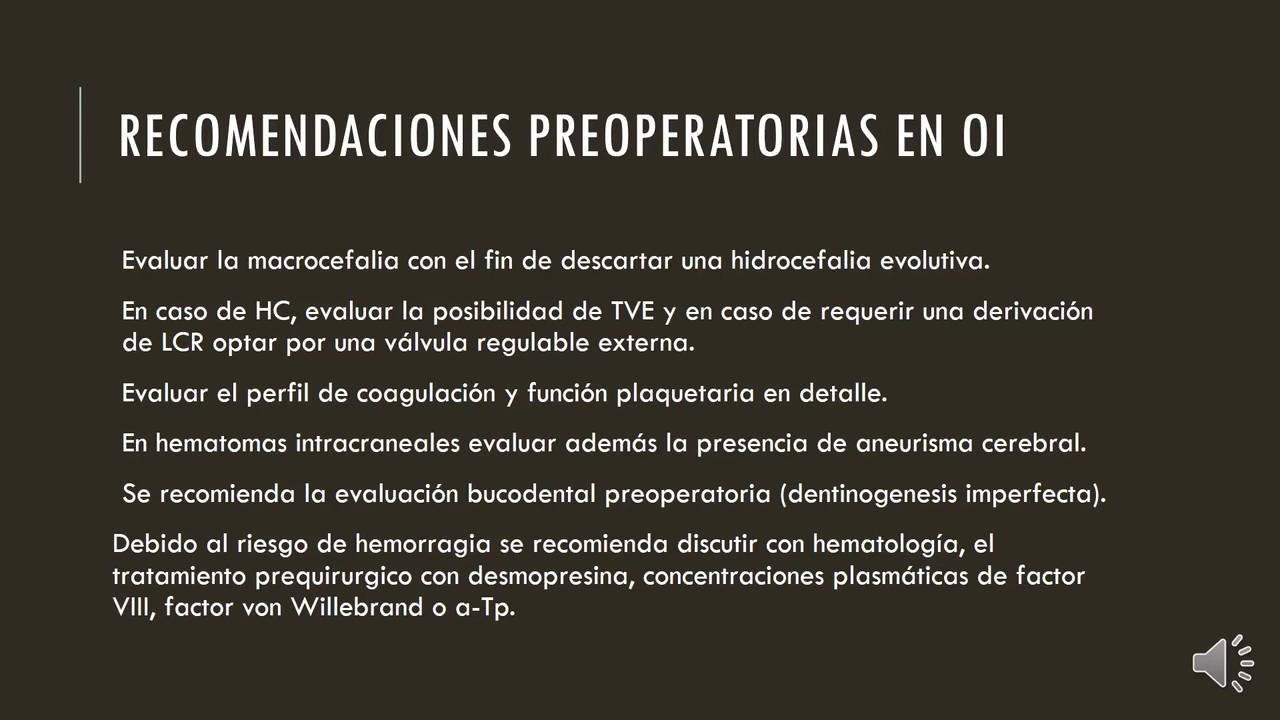 RECOMENDACIONES PREOPERATORIAS EN OI
Evaluar la macrocefalia con el fin de descartar una hidrocefalia evolutiva.
En caso de HC, evaluar la posibilidad de TVE y en caso de requerir una derivación
de LCR optar por una válvula regulable externa.
Evaluar el perfil de coagulación y función plaquetaria en detalle.
En hematomas intracraneales evaluar además la presencia de aneurisma cerebral.
Se recomienda la evaluación bucodental preoperatoria (dentinogenesis imperfecta).
Debido al riesgo de hemorragia se recomienda discutir con hematología, el
tratamiento prequirurgico con desmopresina, concentraciones plasmáticas de factor
VIII, factor von Willebrand o a-Tp.